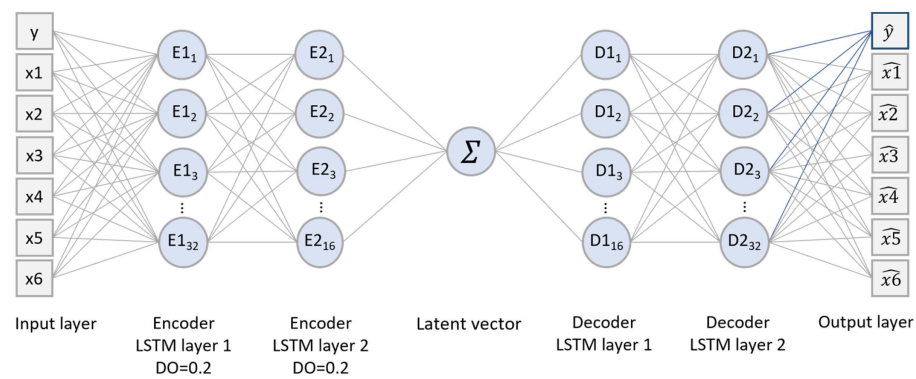 y
x1
x2
x3
x4
x5
x6
E1₁
E1₂
E1₃
⋮
E1₃₂
E2₁
E2₂
E2₃
⋮
E2₁₆
Σ
D1₁
D1₂
D1₃
⋮
D1₁₆
D2₁
D2₂
D2₃
⋮
D2₃₂
ŷ
x̂1
x̂2
x̂3
x̂4
x̂5
x̂6
Input layer
Encoder
LSTM layer 1
DO=0.2
Encoder
LSTM layer 2
DO=0.2
Latent vector
Decoder
LSTM layer 1
Decoder
LSTM layer 2
Output layer